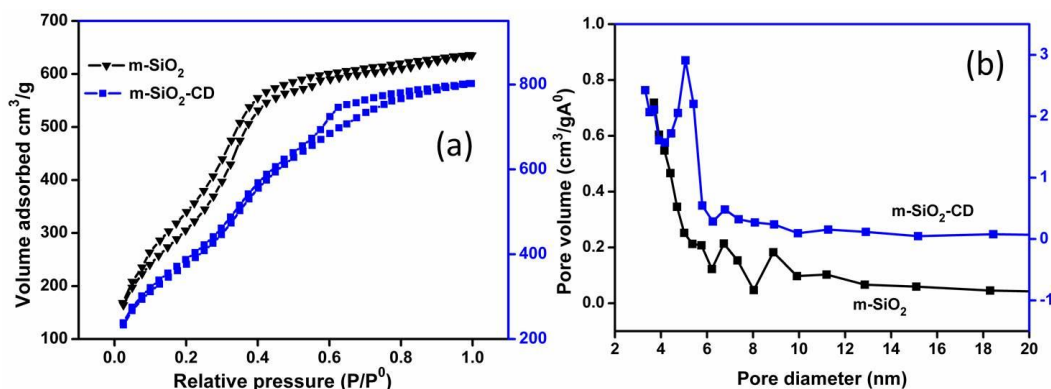 700
600
500
400
300
200
100
Volume adsorbed cm³/g
m-SiO₂
m-SiO₂-CD
(a)
800
600
400
200
0.0 0.2 0.4 0.6 0.8 1.0
Relative pressure (P/P⁰)
1.0
0.8
0.6
0.4
0.2
0.0
Pore volume (cm³/gA⁰)
(b)
m-SiO₂-CD
m-SiO₂
3
2
1
0
-1
2 4 6 8 10 12 14 16 18 20
Pore diameter (nm)